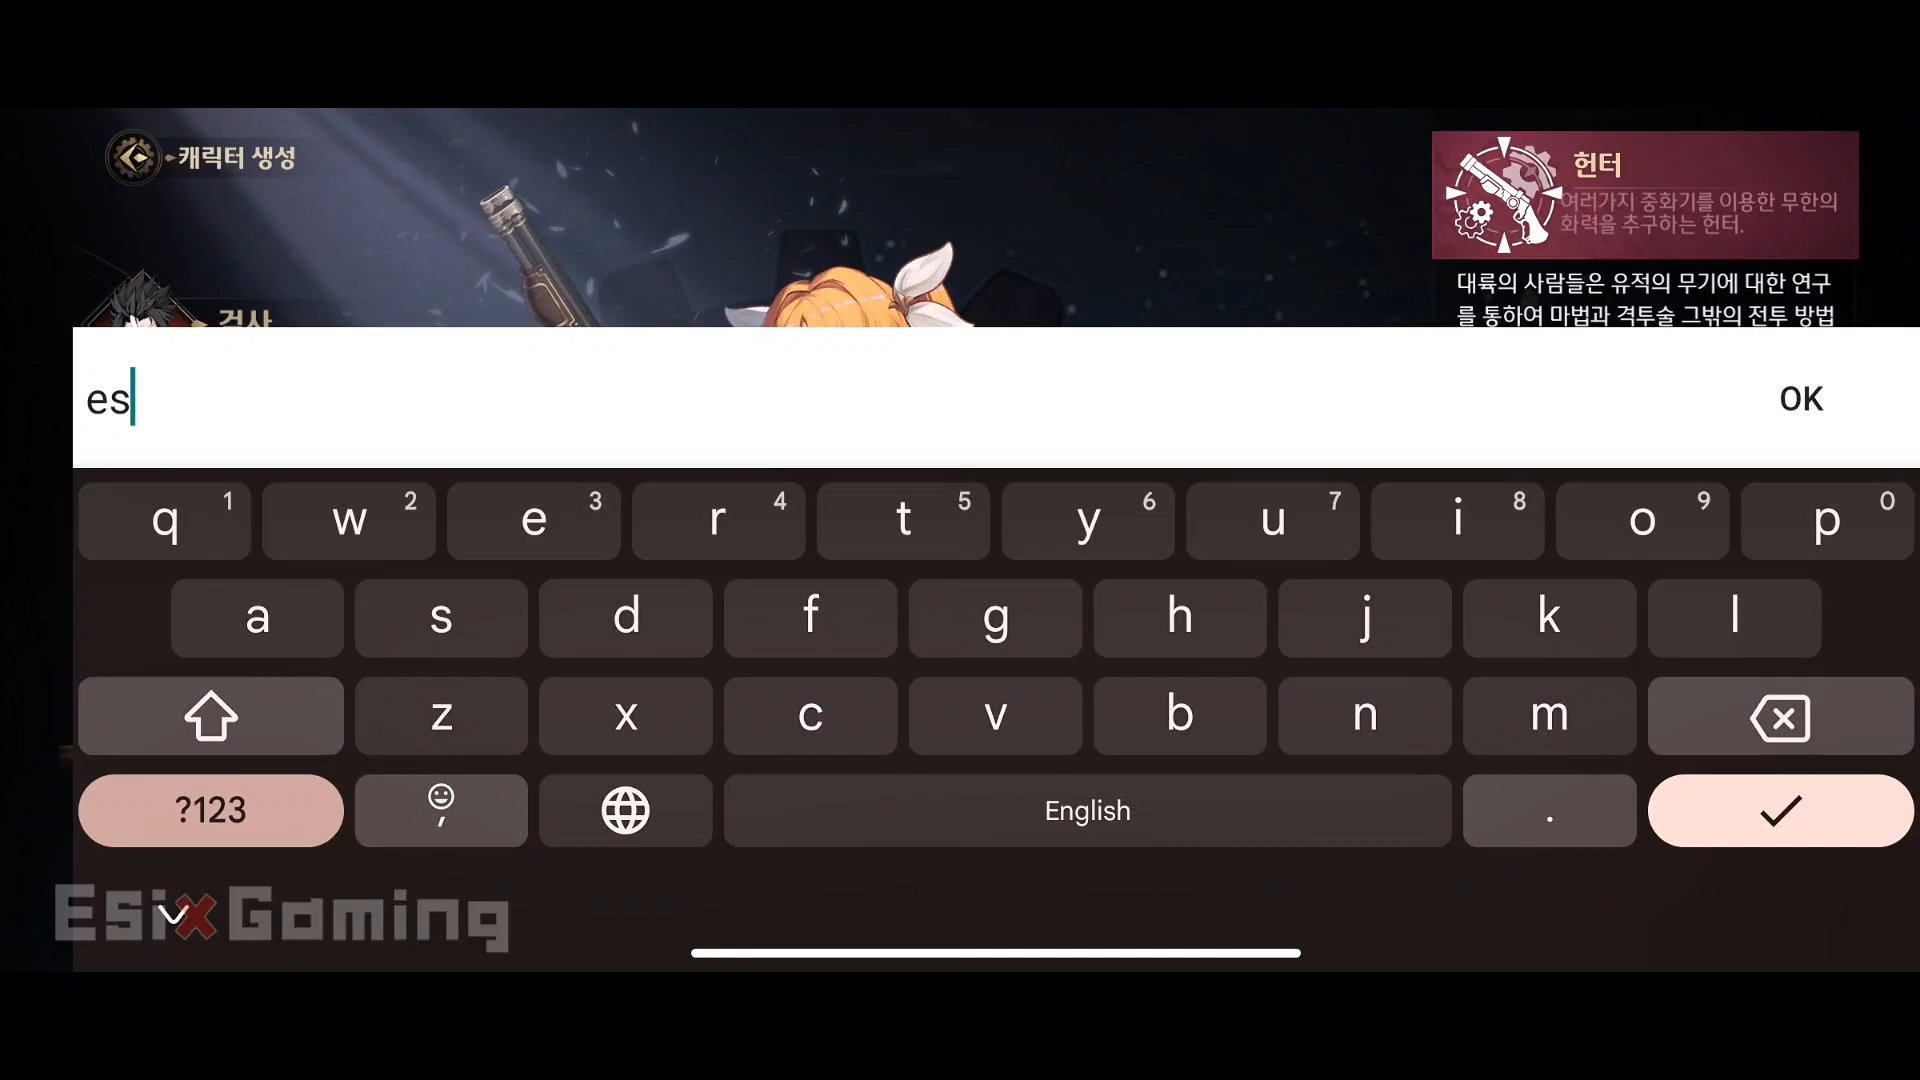 캐릭터 생성
헌터
여러가지 중화기를 이용한 무한의
화력을 추구하는 헌터.
대륙의 사람들은 유적의 무기에 대한 연구
를 통하여 마법과 격투술 그밖의 전투 방법
검사
es
OK
q 1 w 2 e 3 r 4 t 5 y 6 u 7 i 8 o 9 p 0
a s d f g h j k l
z x c v b n m
?123 , English .
EsixGaming